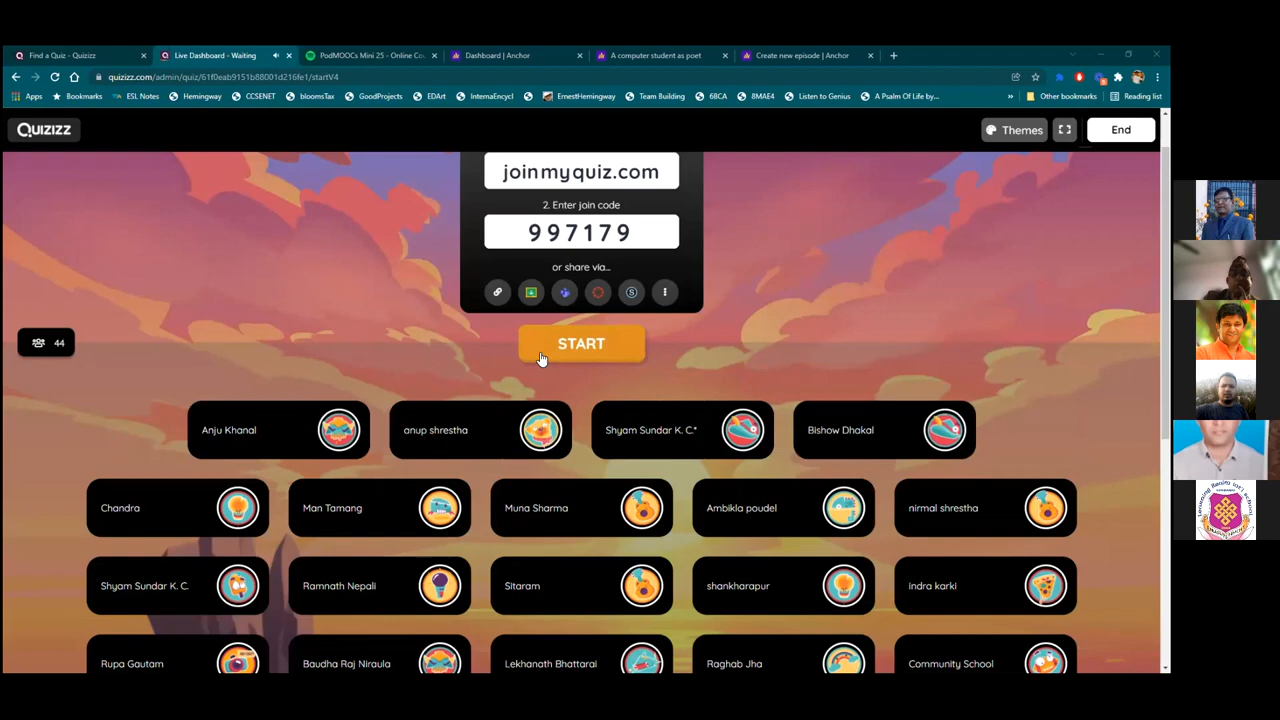 Find a Quiz - Quizizz
Live Dashboard - Waiting
PodMOOCs Mini 25 - Online Co
Dashboard | Anchor
A computer student as poet
Create new episode | Anchor
quizizz.com/admin/quiz/61f0eab9151b88001d216fe1/startV4
Apps Bookmarks ESL Notes Hemingway CCSENET bloomsTax GoodProjects EDArt InternaEncycl ErnestHemingway Team Building 6BCA 8MAE4 Listen to Genius A Psalm Of Life by... » Other bookmarks Reading list
Quizizz Themes End
joinmyquiz.com
2. Enter join code
997179
or share via...
44
START
Anju Khanal anup shrestha Shyam Sundar K. C.* Bishow Dhakal
Chandra Man Tamang Muna Sharma Ambikla poudel nirmal shrestha
Shyam Sundar K. C. Ramnath Nepali Sitaram shankharapur indra karki
Rupa Gautam Baudha Raj Niraula Lekhanath Bhattarai Raghab Jha Community School